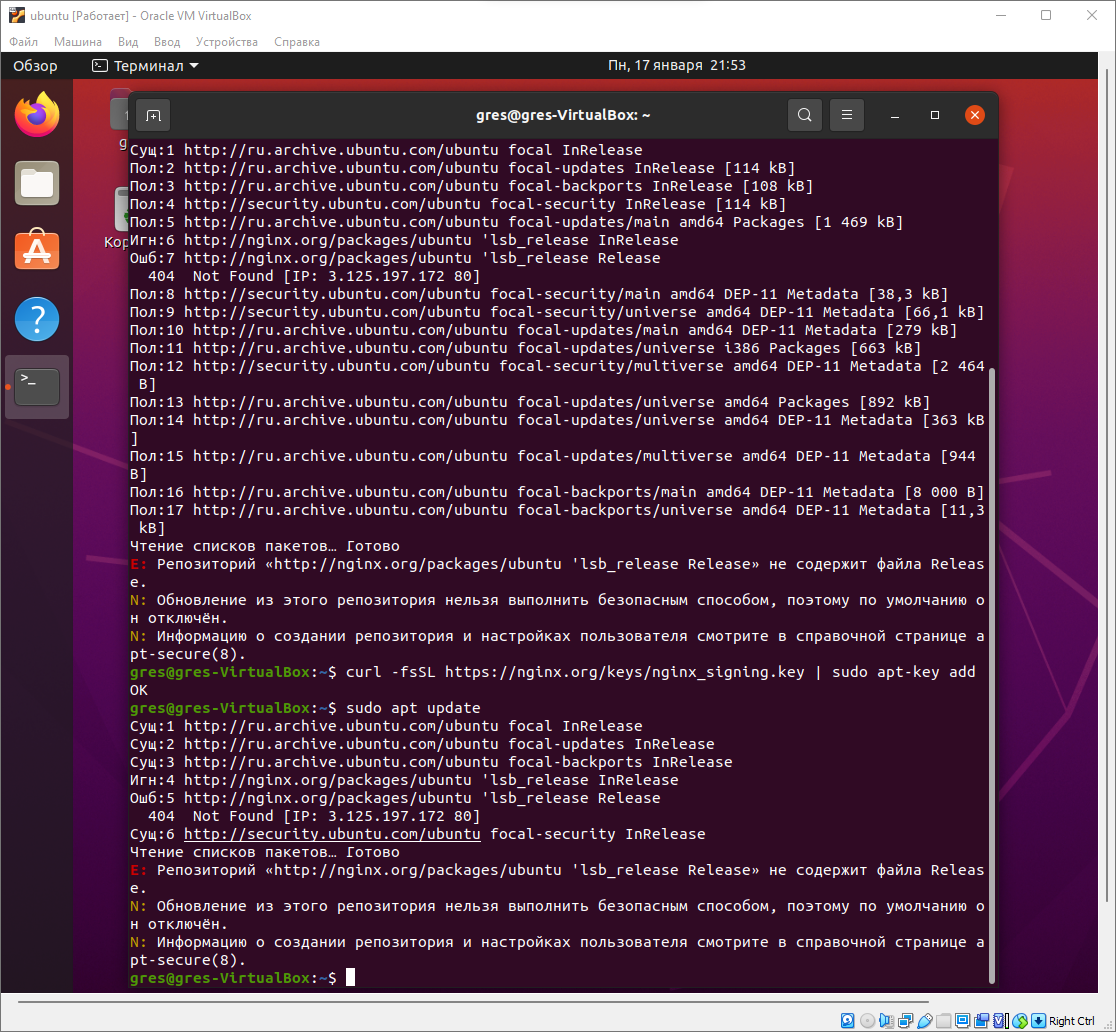 ubuntu [Работает] - Oracle VM VirtualBox
Файл Машина Вид Ввод Устройства Справка
Обзор Терминал Пн, 17 января 21:53
gres@gres-VirtualBox: ~
g
Кор
Сущ:1 http://ru.archive.ubuntu.com/ubuntu focal InRelease
Пол:2 http://ru.archive.ubuntu.com/ubuntu focal-updates InRelease [114 kB]
Пол:3 http://ru.archive.ubuntu.com/ubuntu focal-backports InRelease [108 kB]
Пол:4 http://security.ubuntu.com/ubuntu focal-security InRelease [114 kB]
Пол:5 http://ru.archive.ubuntu.com/ubuntu focal-updates/main amd64 Packages [1 469 kB]
Игн:6 http://nginx.org/packages/ubuntu 'lsb_release InRelease
Ошб:7 http://nginx.org/packages/ubuntu 'lsb_release Release
404 Not Found [IP: 3.125.197.172 80]
Пол:8 http://security.ubuntu.com/ubuntu focal-security/main amd64 DEP-11 Metadata [38,3 kB]
Пол:9 http://security.ubuntu.com/ubuntu focal-security/universe amd64 DEP-11 Metadata [66,1 kB]
Пол:10 http://ru.archive.ubuntu.com/ubuntu focal-updates/main amd64 DEP-11 Metadata [279 kB]
Пол:11 http://ru.archive.ubuntu.com/ubuntu focal-updates/universe i386 Packages [663 kB]
Пол:12 http://security.ubuntu.com/ubuntu focal-security/multiverse amd64 DEP-11 Metadata [2 464
B]
Пол:13 http://ru.archive.ubuntu.com/ubuntu focal-updates/universe amd64 Packages [892 kB]
Пол:14 http://ru.archive.ubuntu.com/ubuntu focal-updates/universe amd64 DEP-11 Metadata [363 kB
]
Пол:15 http://ru.archive.ubuntu.com/ubuntu focal-updates/multiverse amd64 DEP-11 Metadata [944
B]
Пол:16 http://ru.archive.ubuntu.com/ubuntu focal-backports/main amd64 DEP-11 Metadata [8 000 B]
Пол:17 http://ru.archive.ubuntu.com/ubuntu focal-backports/universe amd64 DEP-11 Metadata [11,3
kB]
Чтение списков пакетов… Готово
E: Репозиторий «http://nginx.org/packages/ubuntu 'lsb_release Release» не содержит файла Releas
e.
N: Обновление из этого репозитория нельзя выполнить безопасным способом, поэтому по умолчанию о
н отключён.
N: Информацию о создании репозитория и настройках пользователя смотрите в справочной странице a
pt-secure(8).
gres@gres-VirtualBox:~$ curl -fsSL https://nginx.org/keys/nginx_signing.key | sudo apt-key add
OK
gres@gres-VirtualBox:~$ sudo apt update
Сущ:1 http://ru.archive.ubuntu.com/ubuntu focal InRelease
Сущ:2 http://ru.archive.ubuntu.com/ubuntu focal-updates InRelease
Сущ:3 http://ru.archive.ubuntu.com/ubuntu focal-backports InRelease
Игн:4 http://nginx.org/packages/ubuntu 'lsb_release InRelease
Ошб:5 http://nginx.org/packages/ubuntu 'lsb_release Release
404 Not Found [IP: 3.125.197.172 80]
Сущ:6 http://security.ubuntu.com/ubuntu focal-security InRelease
Чтение списков пакетов… Готово
E: Репозиторий «http://nginx.org/packages/ubuntu 'lsb_release Release» не содержит файла Releas
e.
N: Обновление из этого репозитория нельзя выполнить безопасным способом, поэтому по умолчанию о
н отключён.
N: Информацию о создании репозитория и настройках пользователя смотрите в справочной странице a
pt-secure(8).
gres@gres-VirtualBox:~$
Right Ctrl